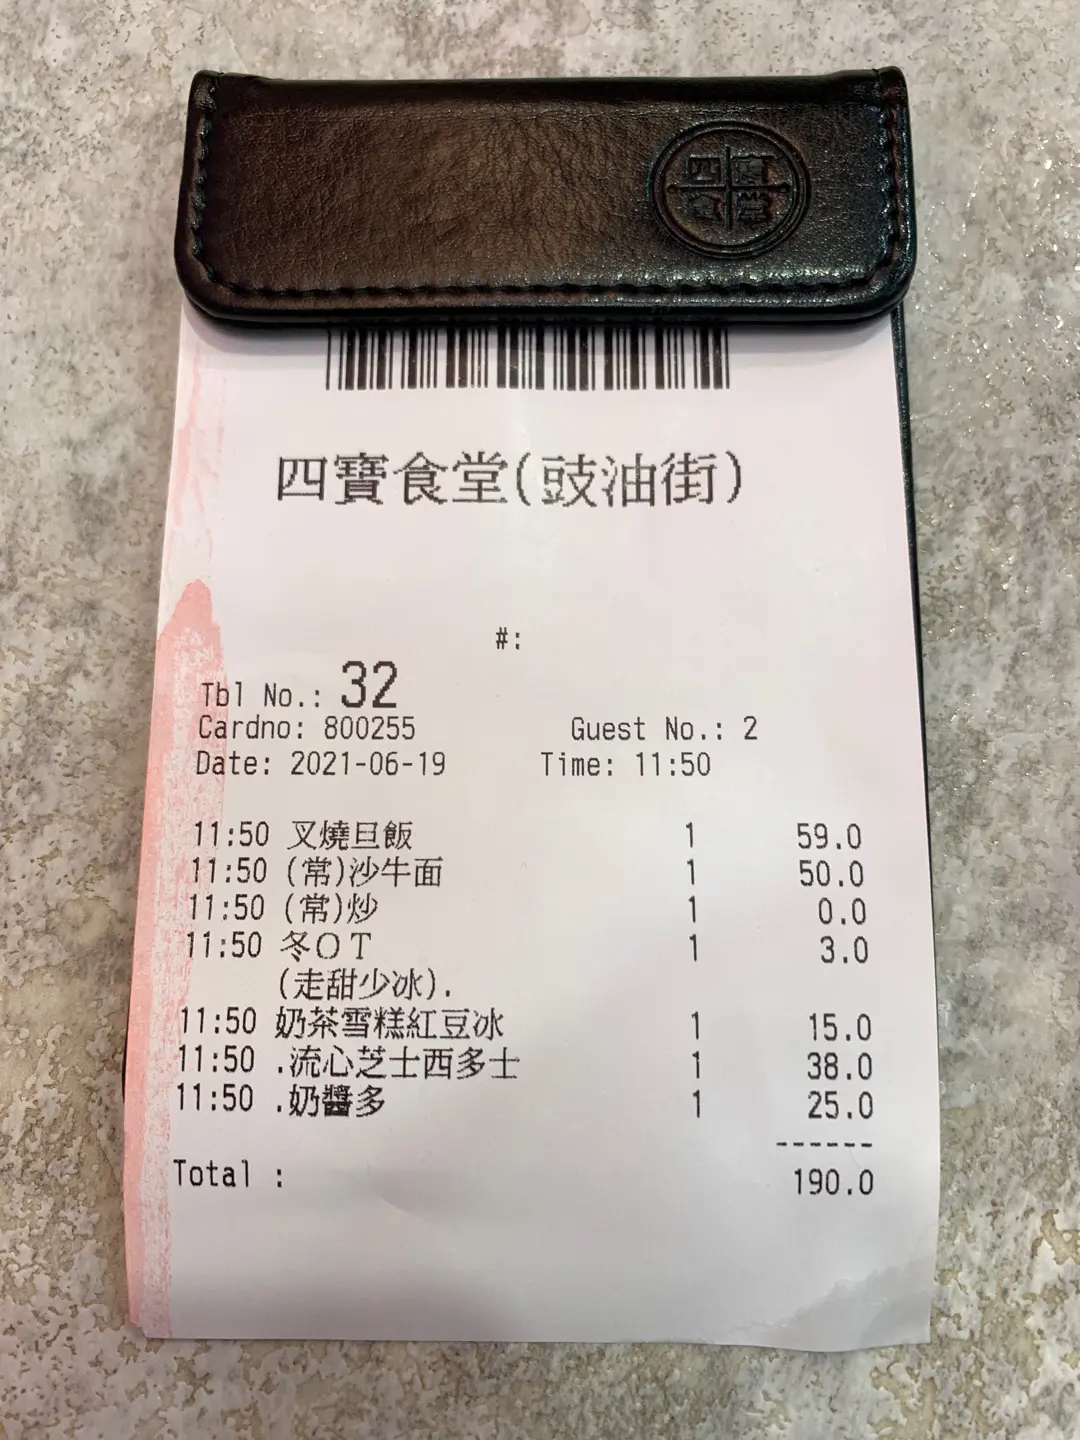 四寶
食堂
四寶食堂(豉油街)
#:
Tbl No.: 32
Cardno: 800255 Guest No.: 2
Date: 2021-06-19 Time: 11:50
11:50 叉燒旦飯 1 59.0
11:50 (常)沙牛面 1 50.0
11:50 (常)炒 1 0.0
11:50 冬OT 1 3.0
(走甜少冰).
11:50 奶茶雪糕紅豆冰 1 15.0
11:50 .流心芝士西多士 1 38.0
11:50 .奶醬多 1 25.0
------
Total : 190.0